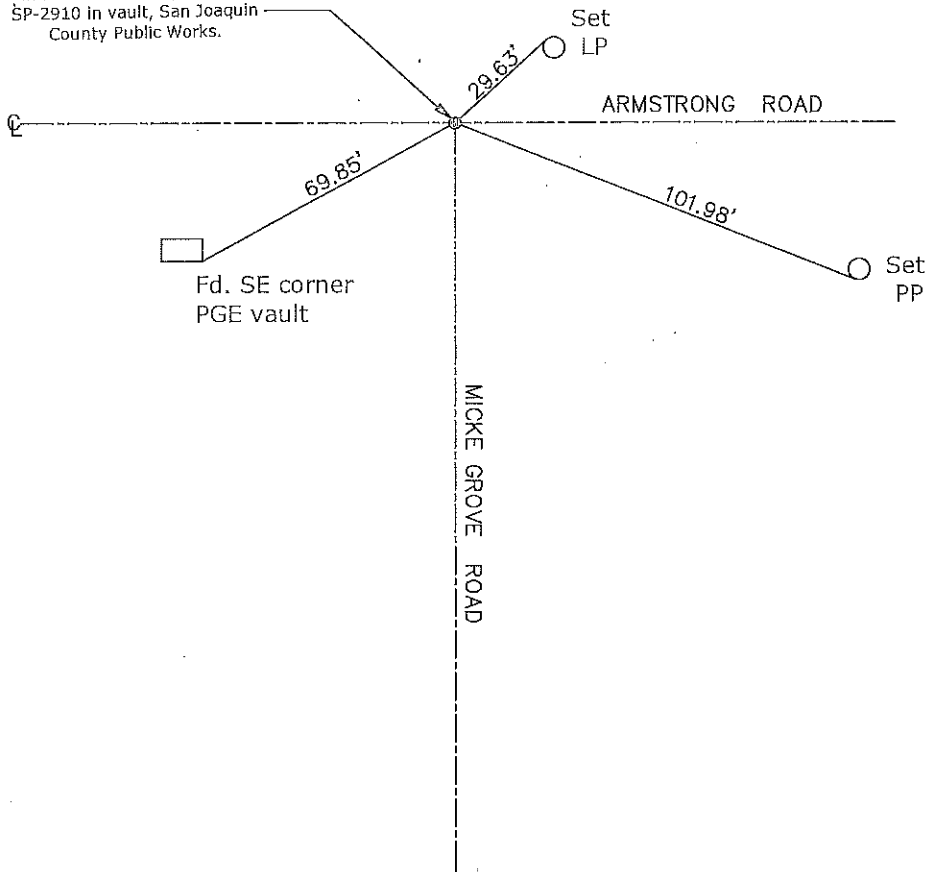 SP-2910 in vault, San Joaquin
County Public Works.
Set
LP
29.63'
℄
ARMSTRONG ROAD
69.85'
101.98'
Fd. SE corner
PGE vault
Set
PP
MICKE GROVE ROAD